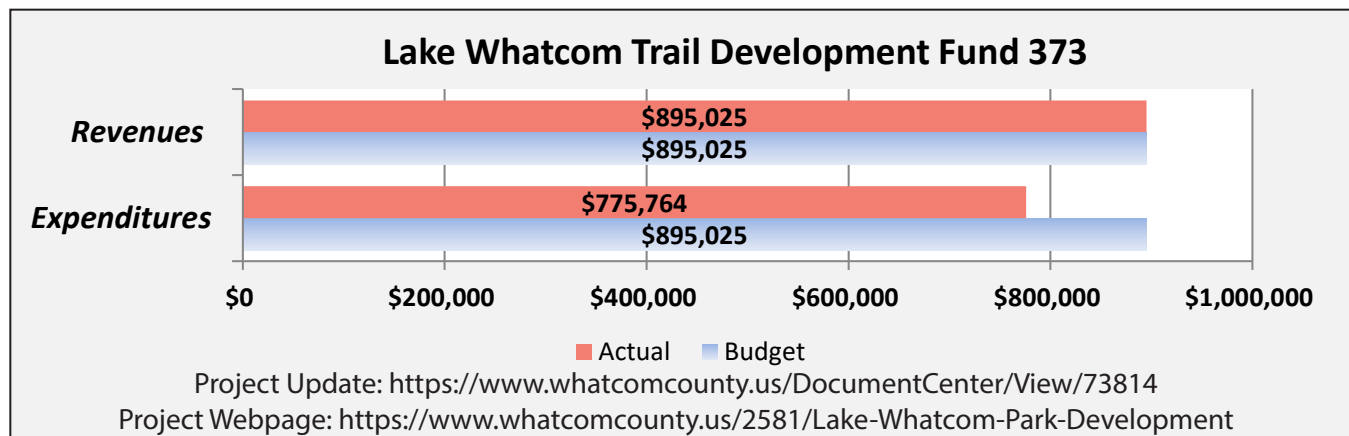 Lake Whatcom Trail Development Fund 373
Revenues
$895,025
$895,025
Expenditures
$775,764
$895,025
$0 $200,000 $400,000 $600,000 $800,000 $1,000,000
Actual Budget
Project Update: https://www.whatcomcounty.us/DocumentCenter/View/73814
Project Webpage: https://www.whatcomcounty.us/2581/Lake-Whatcom-Park-Development